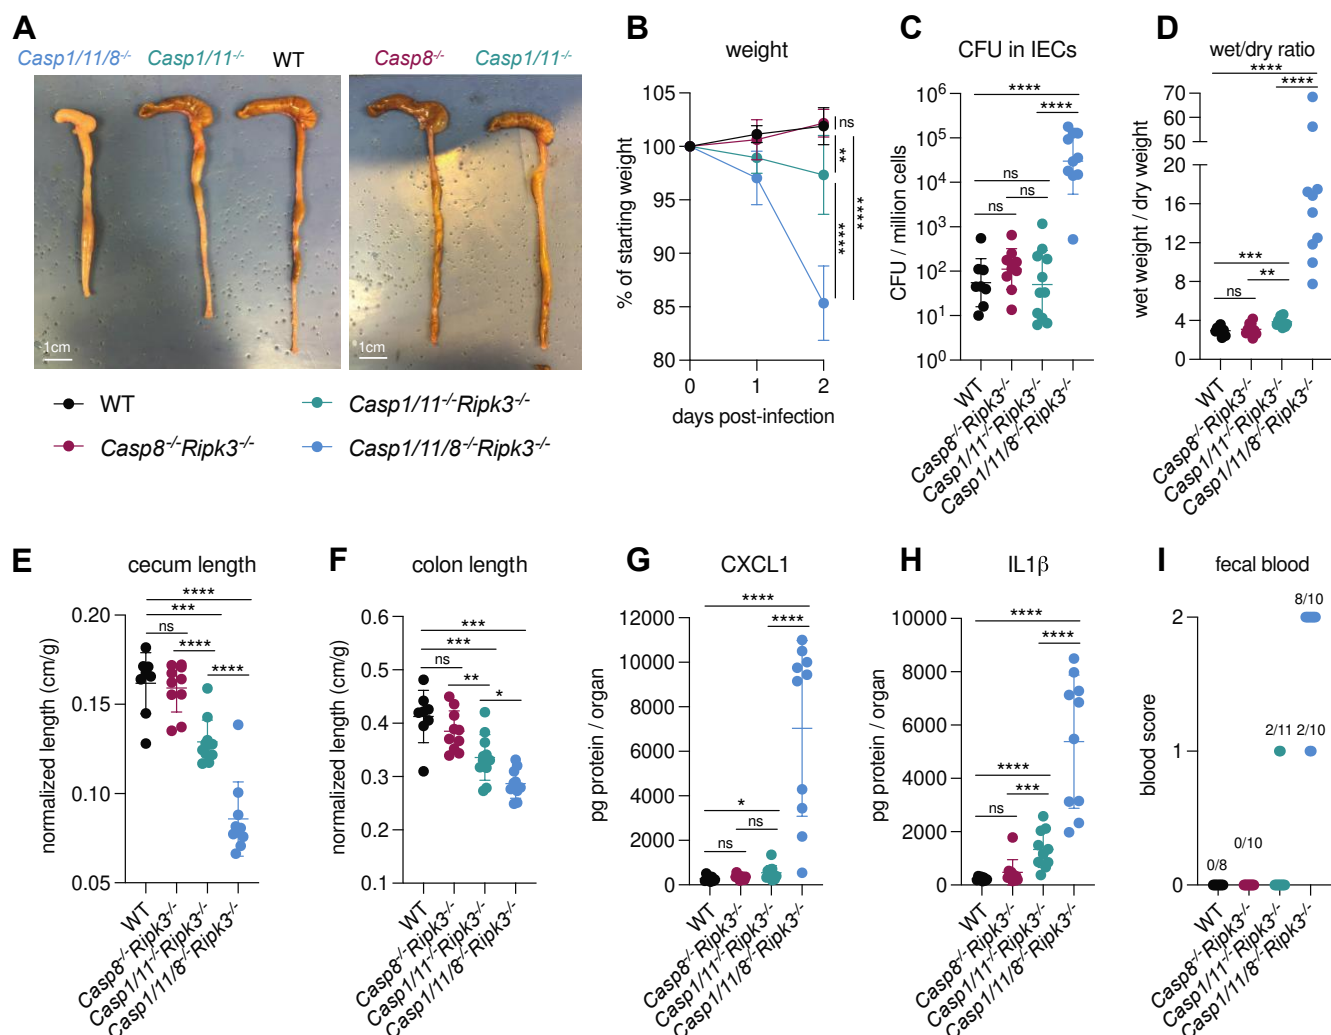 A
Casp1/11/8-/- Casp1/11-/- WT Casp8-/- Casp1/11-/-
1cm 1cm
WT
Casp8-/-Ripk3-/-
Casp1/11-/-Ripk3-/-
Casp1/11/8-/-Ripk3-/-
B
weight
% of starting weight
105
100
95
90
85
80
0 1 2
days post-infection
ns
**
****
****
C
CFU in IECs
CFU / million cells
10^6
10^5
10^4
10^3
10^2
10^1
10^0
****
****
ns
ns
ns
WT
Casp8-/-Ripk3-/-
Casp1/11-/-Ripk3-/-
Casp1/11/8-/-Ripk3-/-
D
wet/dry ratio
wet weight / dry weight
70
50
20
16
12
8
4
0
****
****
***
**
ns
WT
Casp8-/-Ripk3-/-
Casp1/11-/-Ripk3-/-
Casp1/11/8-/-Ripk3-/-
E
cecum length
normalized length (cm/g)
0.20
0.15
0.10
0.05
****
***
ns
****
****
WT
Casp8-/-Ripk3-/-
Casp1/11-/-Ripk3-/-
Casp1/11/8-/-Ripk3-/-
F
colon length
normalized length (cm/g)
0.6
0.5
0.4
0.3
0.2
0.1
***
***
ns
**
*
WT
Casp8-/-Ripk3-/-
Casp1/11-/-Ripk3-/-
Casp1/11/8-/-Ripk3-/-
G
CXCL1
pg protein / organ
12000
10000
8000
6000
4000
2000
0
****
****
*
ns
ns
WT
Casp8-/-Ripk3-/-
Casp1/11-/-Ripk3-/-
Casp1/11/8-/-Ripk3-/-
H
IL1β
pg protein / organ
10000
8000
6000
4000
2000
0
****
****
****
***
ns
WT
Casp8-/-Ripk3-/-
Casp1/11-/-Ripk3-/-
Casp1/11/8-/-Ripk3-/-
I
fecal blood
blood score
2
1
0
8/10
2/11 2/10
0/10
0/8
WT
Casp8-/-Ripk3-/-
Casp1/11-/-Ripk3-/-
Casp1/11/8-/-Ripk3-/-